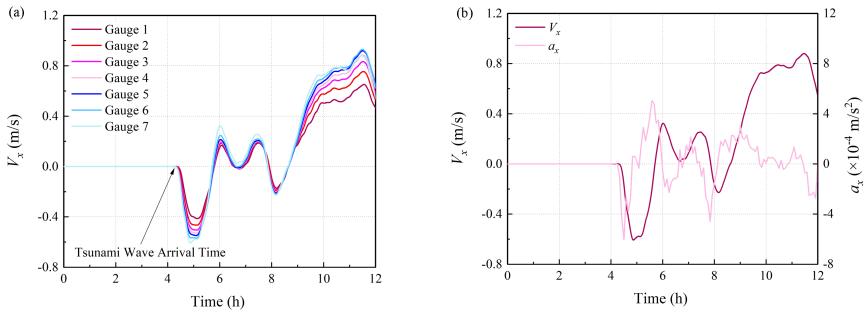 (a)
1.2
0.8
0.4
0.0
-0.4
-0.8
Vx (m/s)
Gauge 1
Gauge 2
Gauge 3
Gauge 4
Gauge 5
Gauge 6
Gauge 7
Tsunami Wave Arrival Time
0 2 4 6 8 10 12
Time (h)
(b)
1.2
0.8
0.4
0.0
-0.4
-0.8
Vx (m/s)
Vx
ax
12
8
4
0
-4
-8
ax (×10-4 m/s2)
0 2 4 6 8 10 12
Time (h)